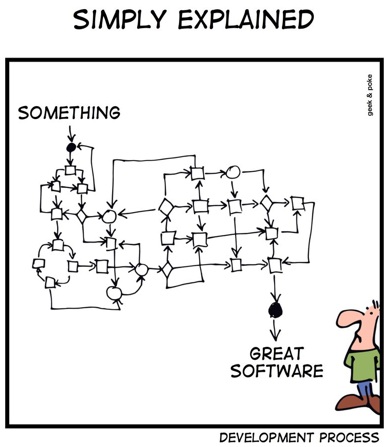 SIMPLY EXPLAINED
geek & poke
SOMETHING
GREAT
SOFTWARE
DEVELOPMENT PROCESS